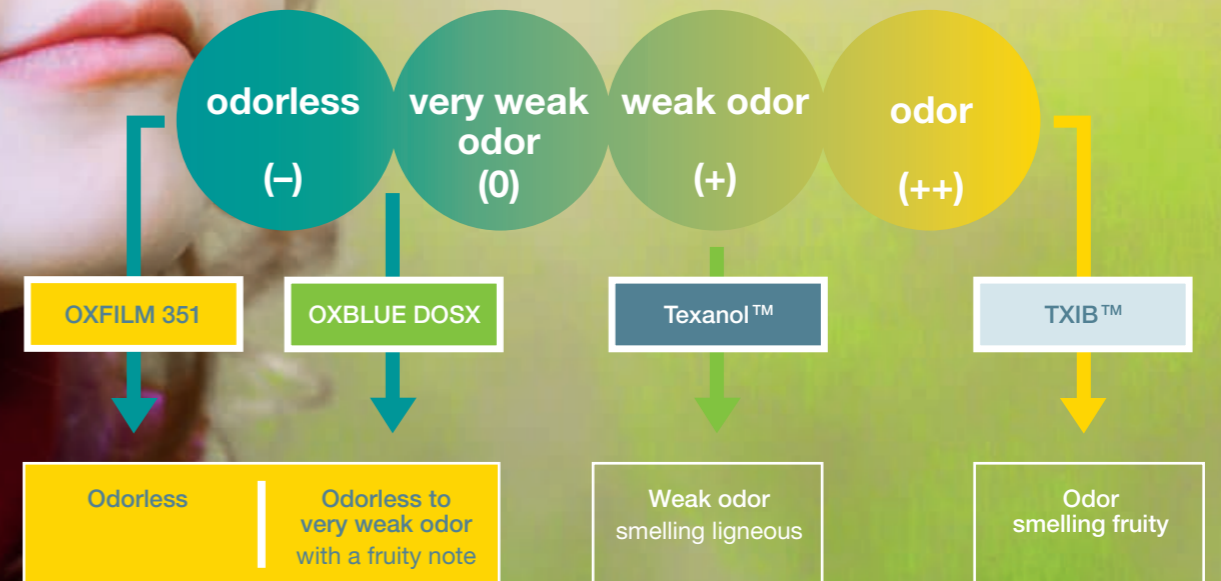 odorless
(–)
very weak
odor
(0)
weak odor
(+)
odor
(++)
OXFILM 351
OXBLUE DOSX
Texanol™
TXIB™
Odorless
Odorless to
very weak odor
with a fruity note
Weak odor
smelling ligneous
Odor
smelling fruity